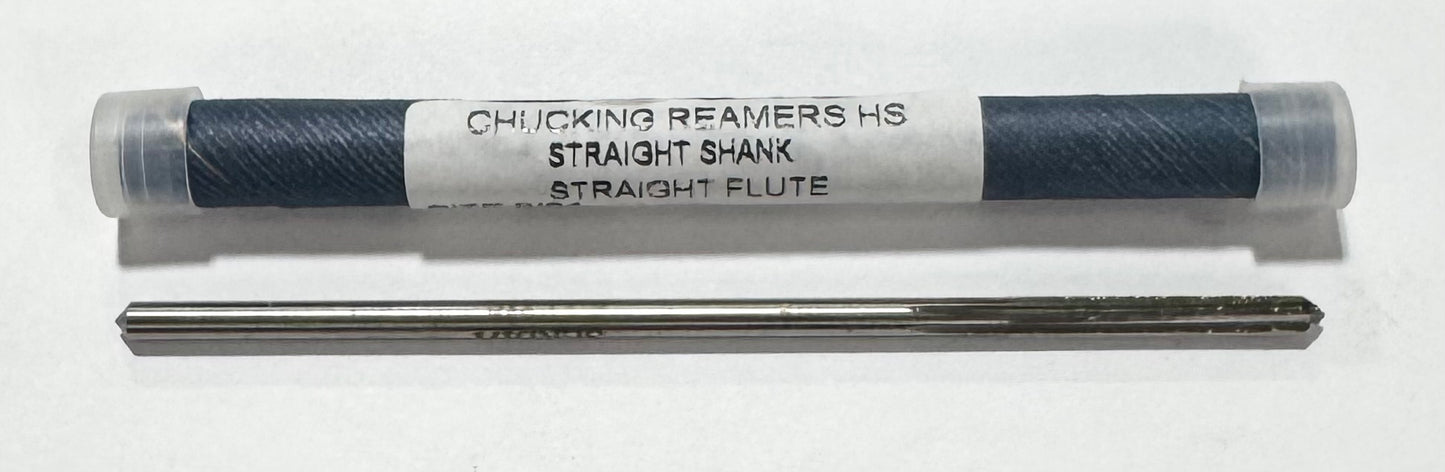 CHUCKING REAMERS HS
STRAIGHT SHANK
STRAIGHT FLUTE